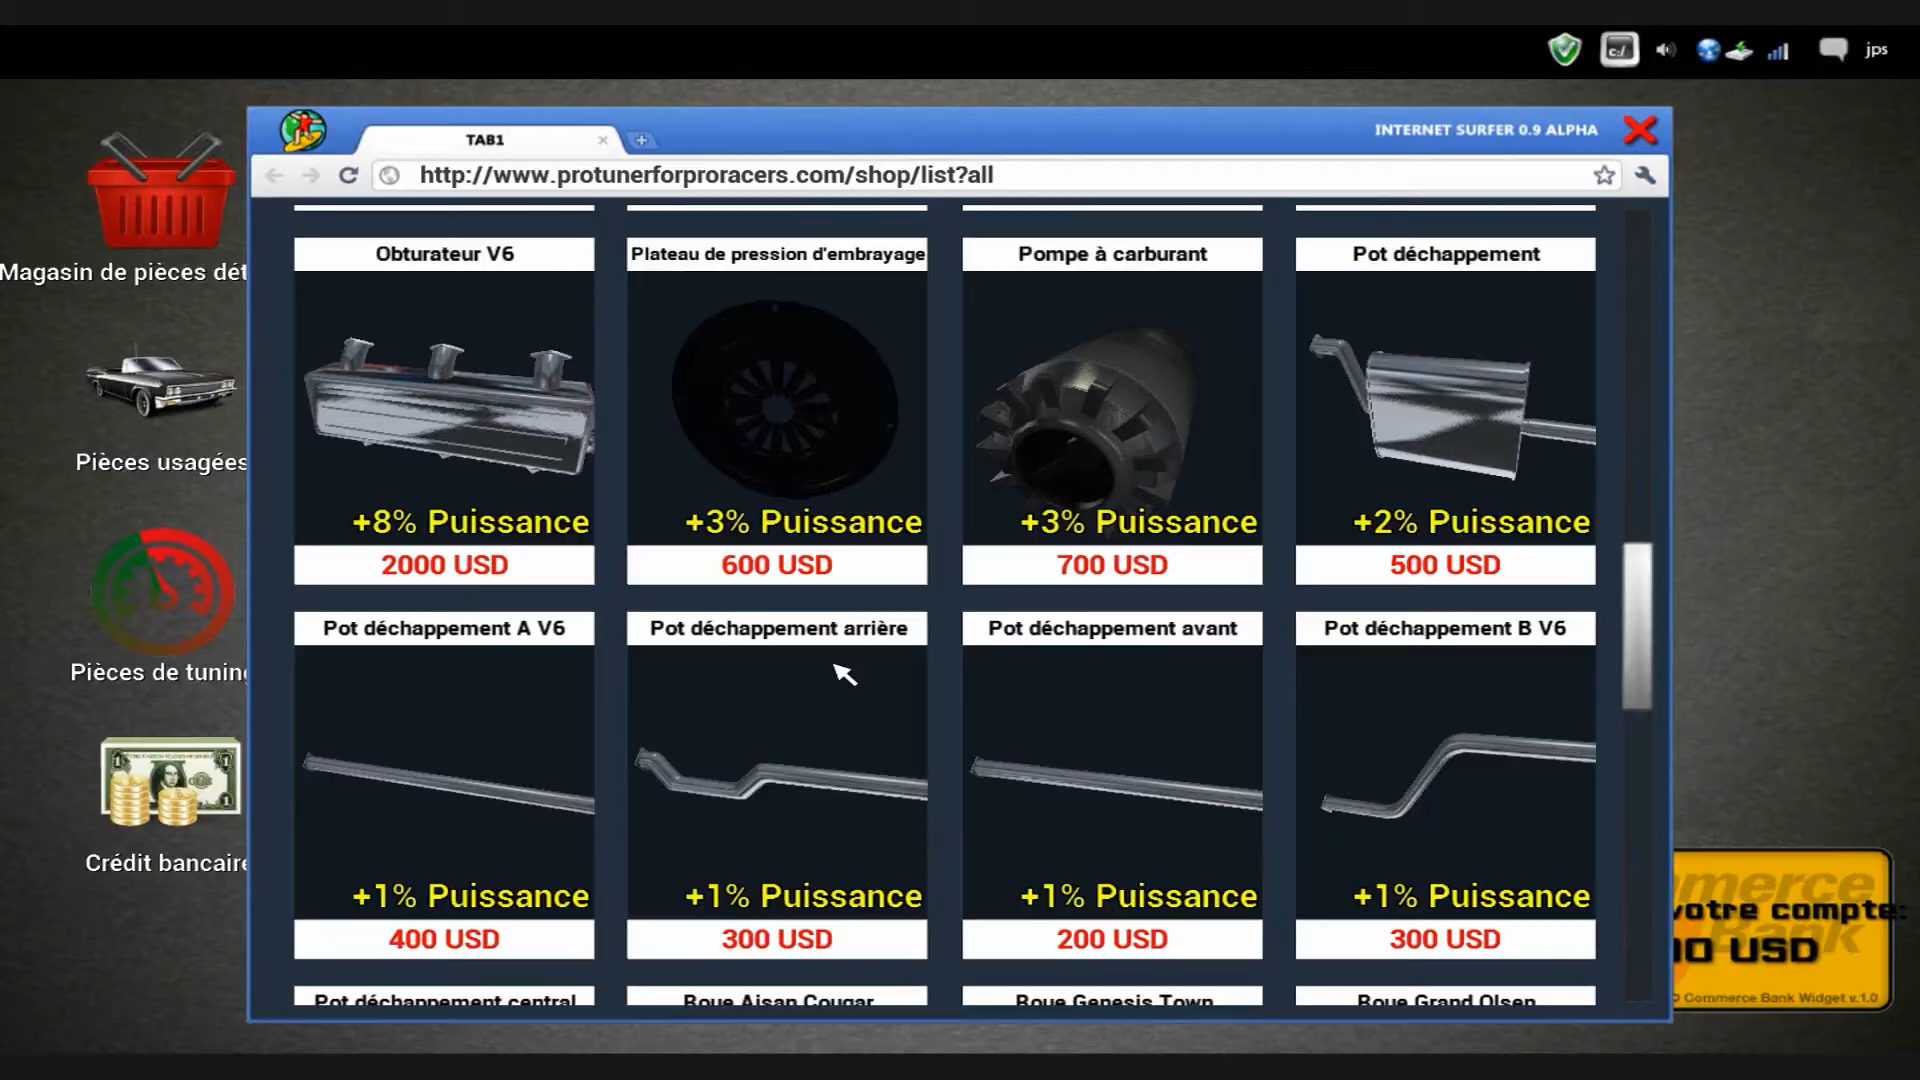 c:/
jps
TAB1
INTERNET SURFER 0.9 ALPHA
http://www.protunerforproracers.com/shop/list?all
Magasin de pièces dét
Pièces usagées
Pièces de tuning
Crédit bancaire
Obturateur V6
Plateau de pression d'embrayage
Pompe à carburant
Pot déchappement
+8% Puissance
+3% Puissance
+3% Puissance
+2% Puissance
2000 USD
600 USD
700 USD
500 USD
Pot déchappement A V6
Pot déchappement arrière
Pot déchappement avant
Pot déchappement B V6
+1% Puissance
+1% Puissance
+1% Puissance
+1% Puissance
400 USD
300 USD
200 USD
300 USD
Pot déchappement central
Roue Aisan Cougar
Roue Genesis Town
Roue Grand Olsen
mmerce
Bank
votre compte:
00 USD
© Commerce Bank Widget v.1.0